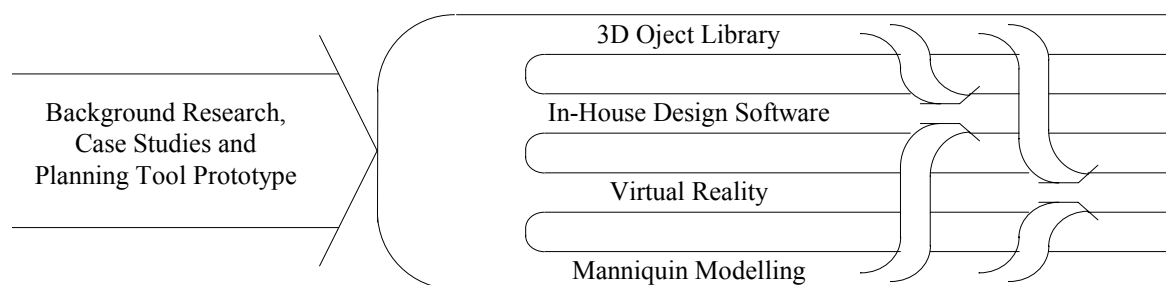 Background Research,
Case Studies and
Planning Tool Prototype
3D Oject Library
In-House Design Software
Virtual Reality
Manniquin Modelling